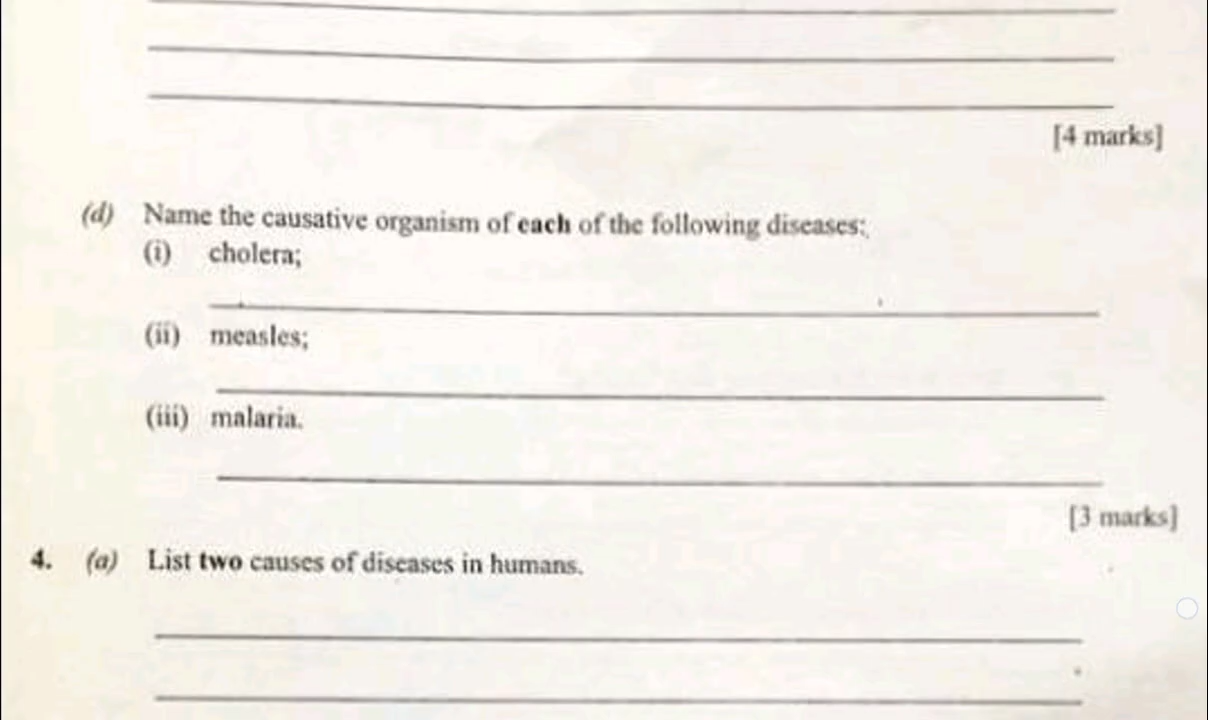 [4 marks]
(d) Name the causative organism of each of the following diseases:
(i) cholera;
(ii) measles;
(iii) malaria.
[3 marks]
4. (a) List two causes of diseases in humans.